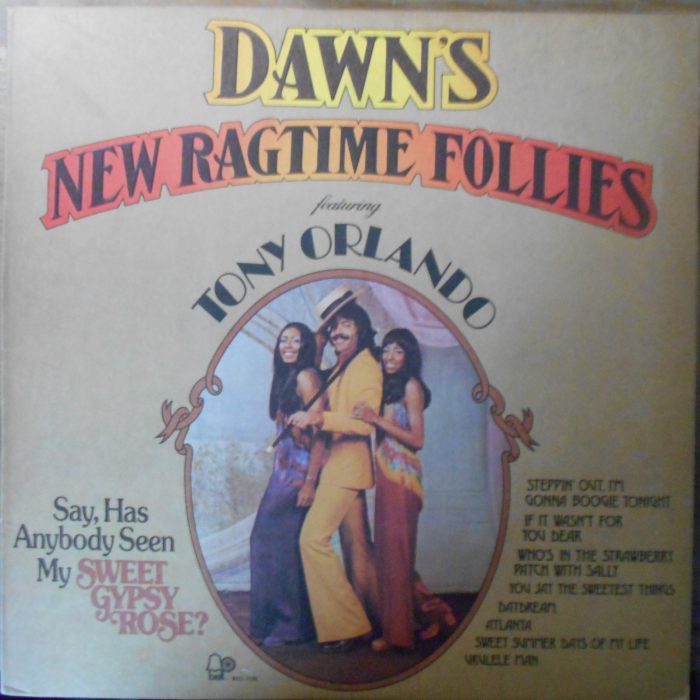 DAWN'S
NEW RAGTIME FOLLIES
featuring
TONY ORLANDO
Say, Has
Anybody Seen
My SWEET
GYPSY
ROSE?
STEPPIN' OUT, I'M
GONNA BOOGIE TONIGHT
IF IT WASN'T FOR
YOU DEAR
WHO'S IN THE STRAWBERRY
PATCH WITH SALLY
YOU SAY THE SWEETEST THINGS
DAYDREAM
ATLANTA
SWEET SUMMER DAYS OF MY LIFE
UKULELE MAN
bell